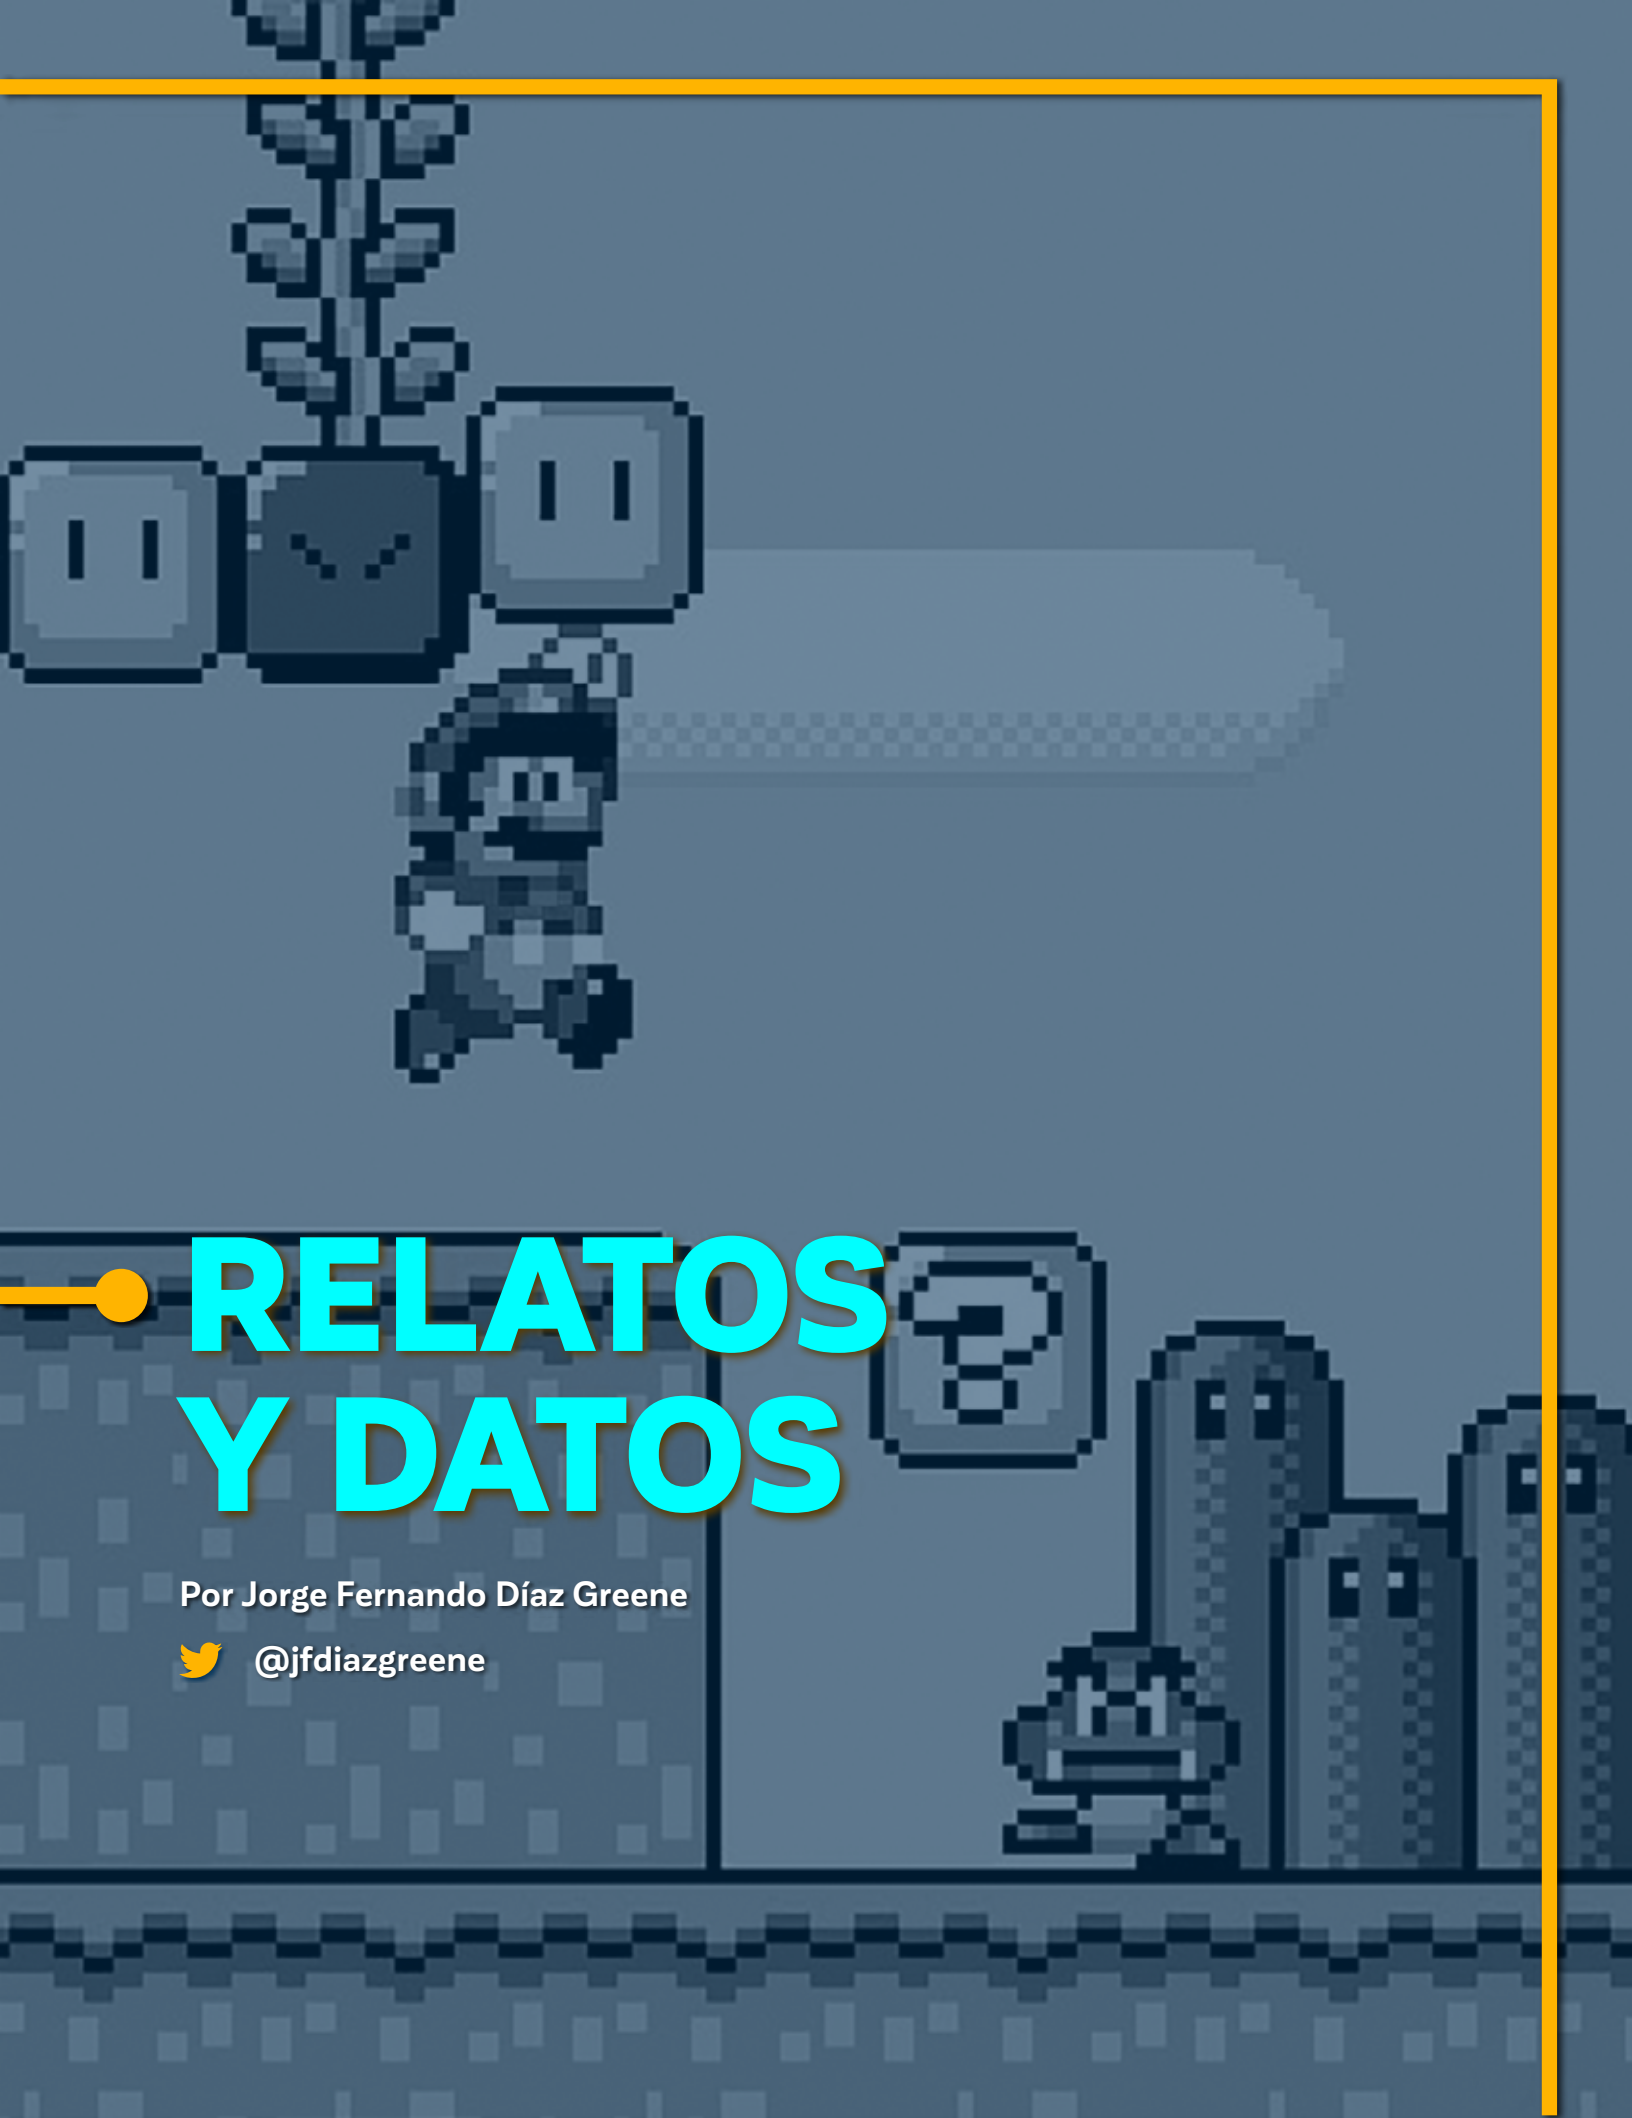 ?
RELATOS
Y DATOS
Por Jorge Fernando Díaz Greene
@jfdiazgreene